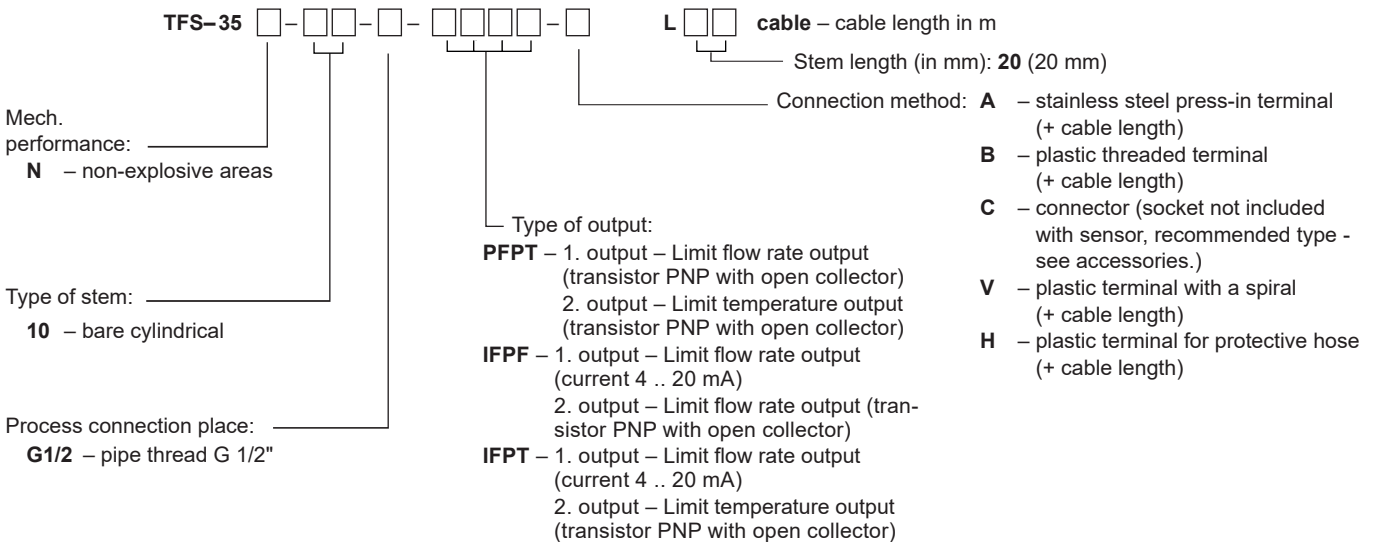 TFS–35 – – – – L cable – cable length in m
Stem length (in mm): 20 (20 mm)
Connection method: A – stainless steel press-in terminal
(+ cable length)
B – plastic threaded terminal
(+ cable length)
C – connector (socket not included
with sensor, recommended type -
see accessories.)
V – plastic terminal with a spiral
(+ cable length)
H – plastic terminal for protective hose
(+ cable length)
Mech.
performance:
N – non-explosive areas
Type of stem:
10 – bare cylindrical
Process connection place:
G1/2 – pipe thread G 1/2"
Type of output:
PFPT – 1. output – Limit flow rate output
(transistor PNP with open collector)
2. output – Limit temperature output
(transistor PNP with open collector)
IFPF – 1. output – Limit flow rate output
(current 4 .. 20 mA)
2. output – Limit flow rate output (tran-
sistor PNP with open collector)
IFPT – 1. output – Limit flow rate output
(current 4 .. 20 mA)
2. output – Limit temperature output
(transistor PNP with open collector)